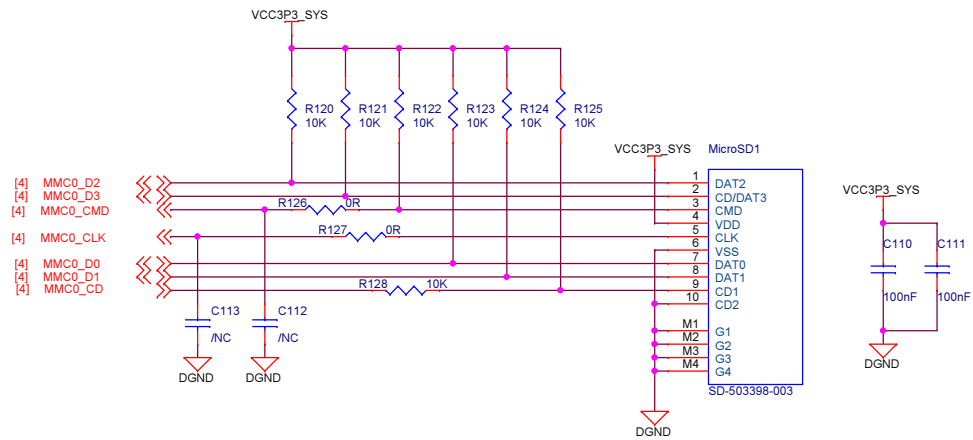 VCC3P3_SYS
R120
10K
R121
10K
R122
10K
R123
10K
R124
10K
R125
10K
VCC3P3_SYS
MicroSD1
[4] MMC0_D2
[4] MMC0_D3
[4] MMC0_CMD
[4] MMC0_CLK
[4] MMC0_D0
[4] MMC0_D1
[4] MMC0_CD
R126 0R
R127 0R
R128 10K
1 DAT2
2 CD/DAT3
3 CMD
4 VDD
5 CLK
6 VSS
7 DAT0
8 DAT1
9 CD1
10 CD2
M1 G1
M2 G2
M3 G3
M4 G4
SD-503398-003
C113
/NC
C112
/NC
DGND
DGND
DGND
VCC3P3_SYS
C110
100nF
C111
100nF
DGND